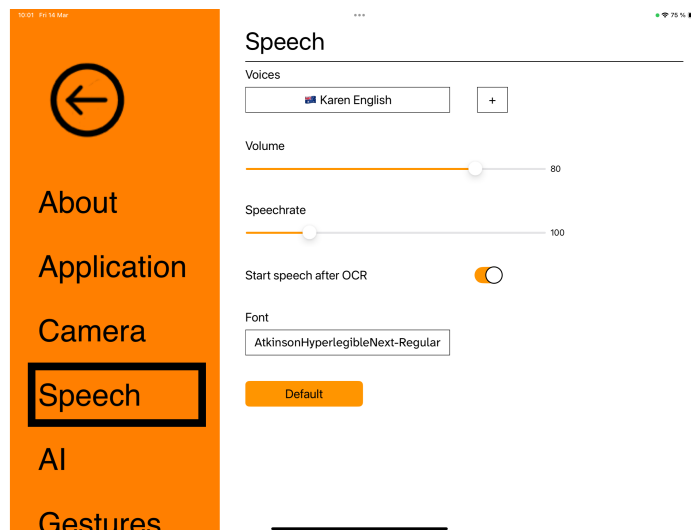 10:01 Fri 14 Mar
75 %
About
Application
Camera
Speech
AI
Gestures
Speech
Voices
Karen English
+
Volume
80
Speechrate
100
Start speech after OCR
Font
AtkinsonHyperlegibleNext-Regular
Default